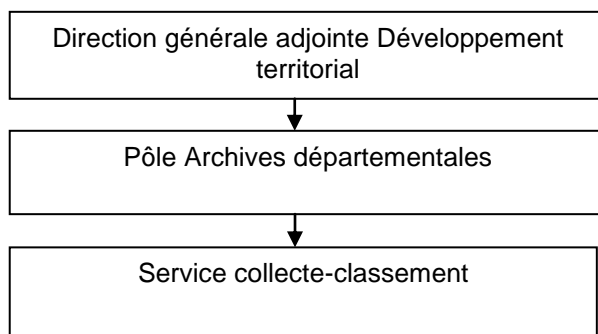 Direction générale adjointe Développement
territorial
Pôle Archives départementales
Service collecte-classement